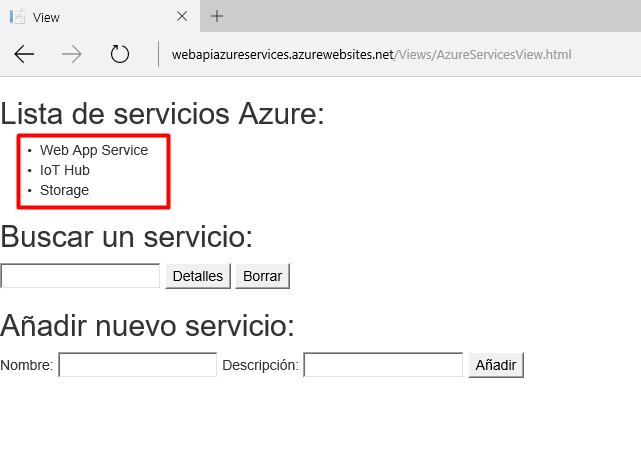 View
webapiazureservices.azurewebsites.net/Views/AzureServicesView.html
Lista de servicios Azure:
• Web App Service
• IoT Hub
• Storage
Buscar un servicio:
Detalles Borrar
Añadir nuevo servicio:
Nombre: Descripción: Añadir